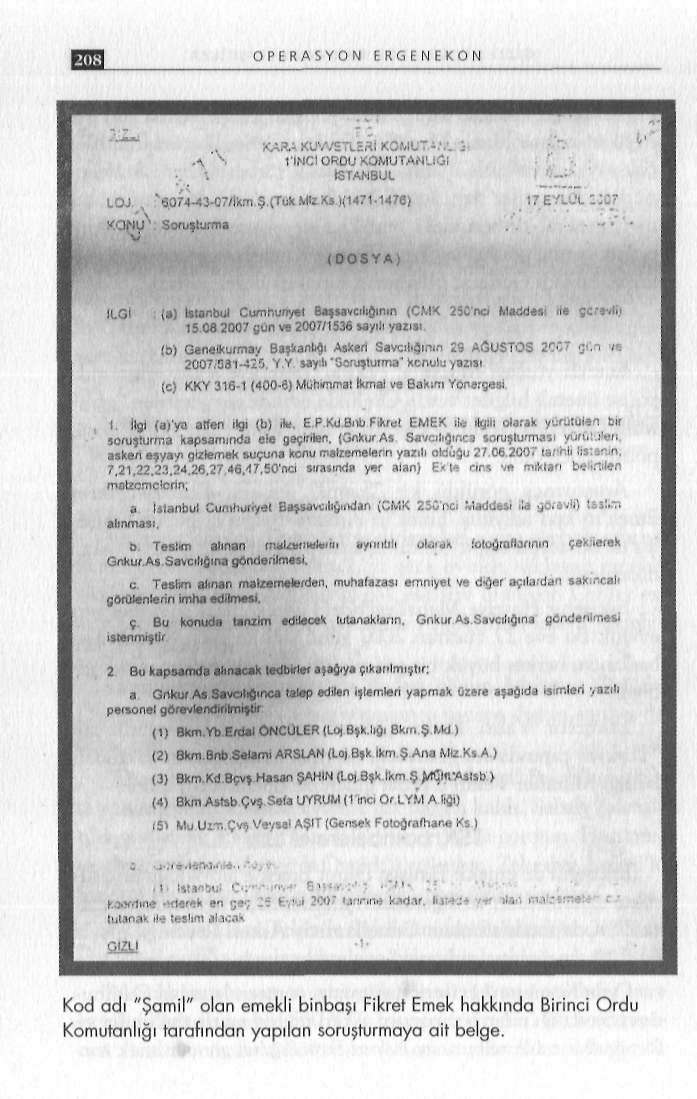 208
OPERASYON ERGENEKON
GİZLİ
T.C.
KARA KUVVETLERİ KOMUTANLIĞI
1'İNCİ ORDU KOMUTANLIĞI
İSTANBUL
LOJ. : 6074-43-07/İkm.Ş.(Tük.Mlz.Ks.)(1471-1476) 17 EYLÜL 2007
KONU : Soruşturma
(DOSYA)
İLGİ : (a) İstanbul Cumhuriyet Başsavcılığının (CMK 250'nci Maddesi ile görevli)
15.08.2007 gün ve 2007/1536 sayılı yazısı.
(b) Genelkurmay Başkanlığı Askeri Savcılığının 29 AĞUSTOS 2007 gün ve
2007/581-425, Y.Y. sayılı "Soruşturma" konulu yazısı.
(c) KKY 316-1 (400-6) Mühimmat İkmal ve Bakım Yönergesi.
1. İlgi (a)'ya atfen ilgi (b) ile, E.P.Kd.Bnb.Fikret EMEK ile ilgili olarak yürütülen bir
soruşturma kapsamında ele geçirilen, (Gnkur.As. Savcılığınca soruşturması yürütülen,
askeri eşyayı gizlemek suçuna konu malzemelerin yazılı olduğu 27.06.2007 tarihli listenin,
7,21,22,23,24,26,27,46,47,50'nci sırasında yer alan) Ek'te cins ve miktarı belirtilen
malzemelerin;
a. İstanbul Cumhuriyet Başsavcılığından (CMK 250'nci Maddesi ile görevli) teslim
alınması,
b. Teslim alınan malzemelerin ayrıntılı olarak fotoğraflarının çekilerek
Gnkur.As.Savcılığına gönderilmesi,
c. Teslim alınan malzemelerden, muhafazası emniyet ve diğer açılardan sakıncalı
görülenlerin imha edilmesi,
ç. Bu konuda tanzim edilecek tutanakların, Gnkur.As.Savcılığına gönderilmesi
istenmiştir.
2. Bu kapsamda alınacak tedbirler aşağıya çıkarılmıştır;
a. Gnkur.As.Savcılığınca talep edilen işlemleri yapmak üzere aşağıda isimleri yazılı
personel görevlendirilmiştir:
(1) Bkm.Yb.Erdal ÖNCÜLER (Loj.Bşk.lığı Bkm.Ş.Md.)
(2) Bkm.Bnb.Selami ARSLAN (Loj.Bşk.İkm.Ş.Ana Mlz.Ks.A.)
(3) Bkm.Kd.Bçvş.Hasan ŞAHİN (Loj.Bşk.İkm.Ş.Müh.Astsb.)
(4) Bkm.Astsb.Çvş.Sefa UYRUM (1'inci Or.LYM A.lığı)
(5) Mu.Uzm.Çvş.Veysel AŞIT (Gensek Fotoğrafhane Ks.)
(1) İstanbul Cumhuriyet
koordine ederek en geç 26 Eylül 2007 tarihine kadar, listede yer alan malzemeleri
tutanak ile teslim alacak
GİZLİ
-1-
Kod adı "Şamil" olan emekli binbaşı Fikret Emek hakkında Birinci Ordu
Komutanlığı tarafından yapılan soruşturmaya ait belge.